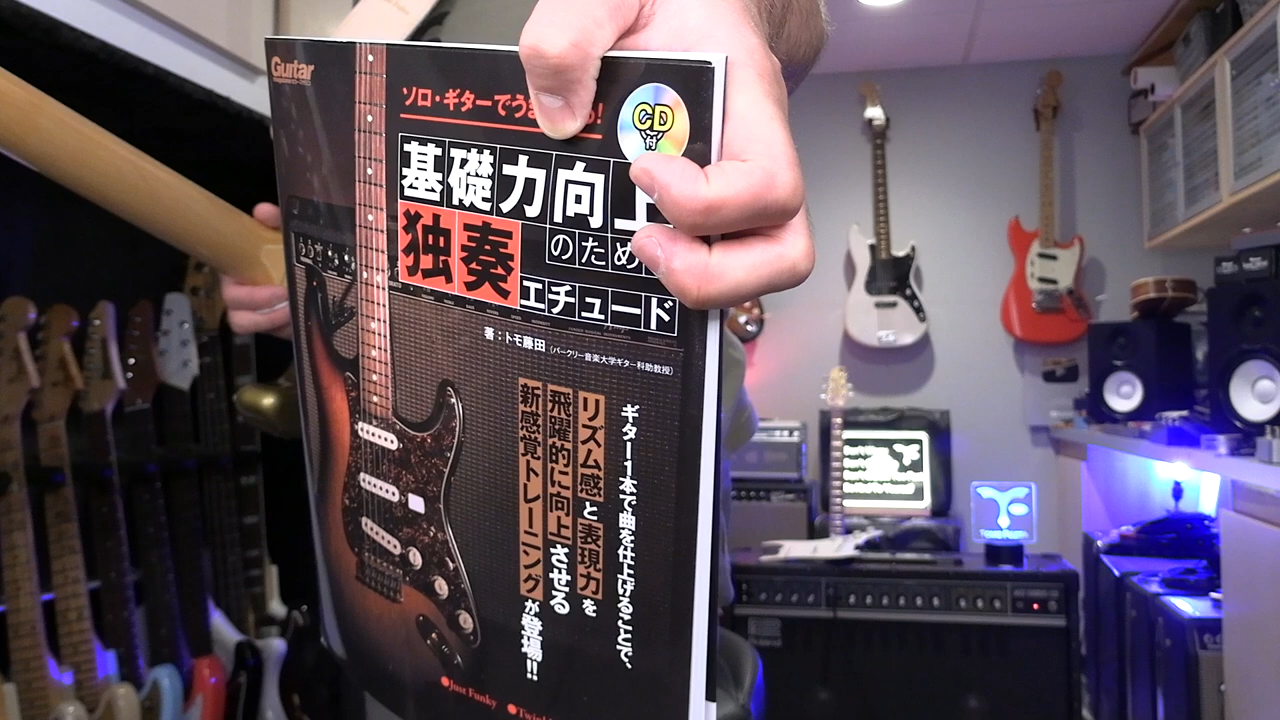 Guitar
ソロ・ギターでうま
CD
付
基礎力向上
のため
独奏
エチュード
著：トモ藤田（バークリー音楽大学ギター科助教授）
ギター1本で曲を仕上げることで、
リズム感と表現力を
飛躍的に向上させる
新感覚トレーニングが登場!!
●Just Funky